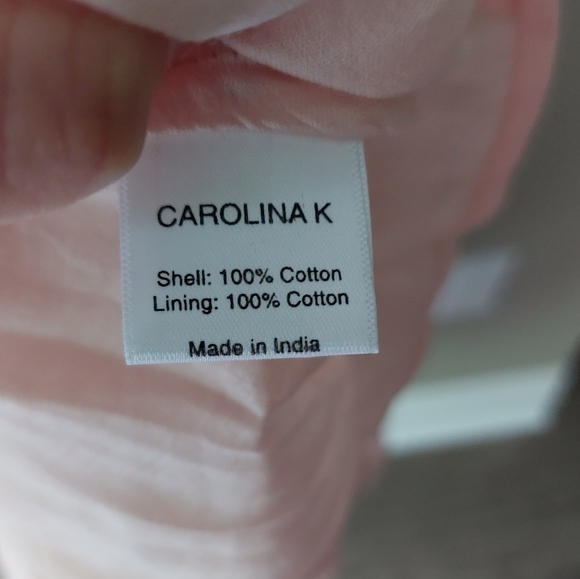 CAROLINA K
Shell: 100% Cotton
Lining: 100% Cotton
Made in India